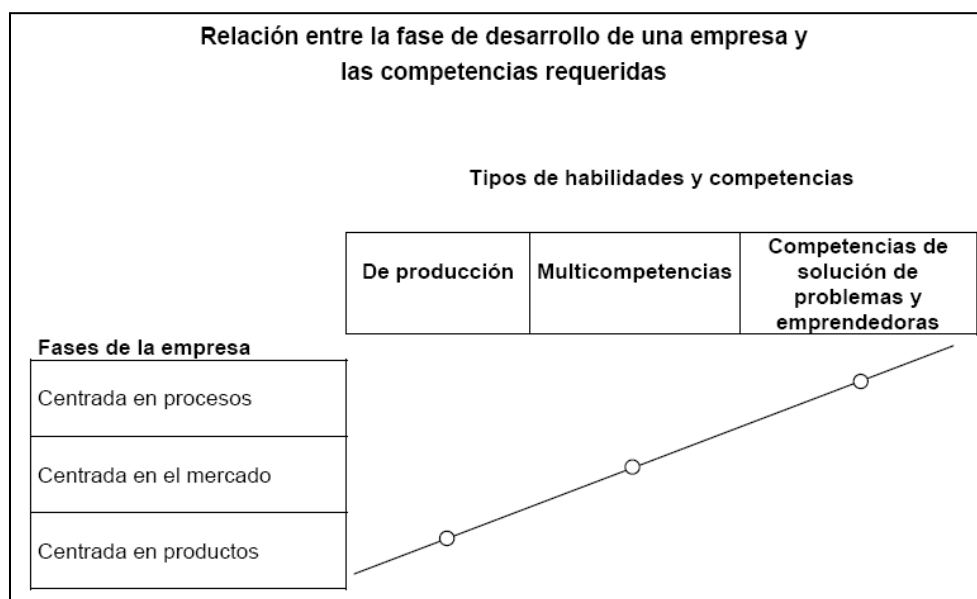 Relación entre la fase de desarrollo de una empresa y
las competencias requeridas
Tipos de habilidades y competencias
De producción
Multicompetencias
Competencias de
solución de
problemas y
emprendedoras
Fases de la empresa
Centrada en procesos
Centrada en el mercado
Centrada en productos